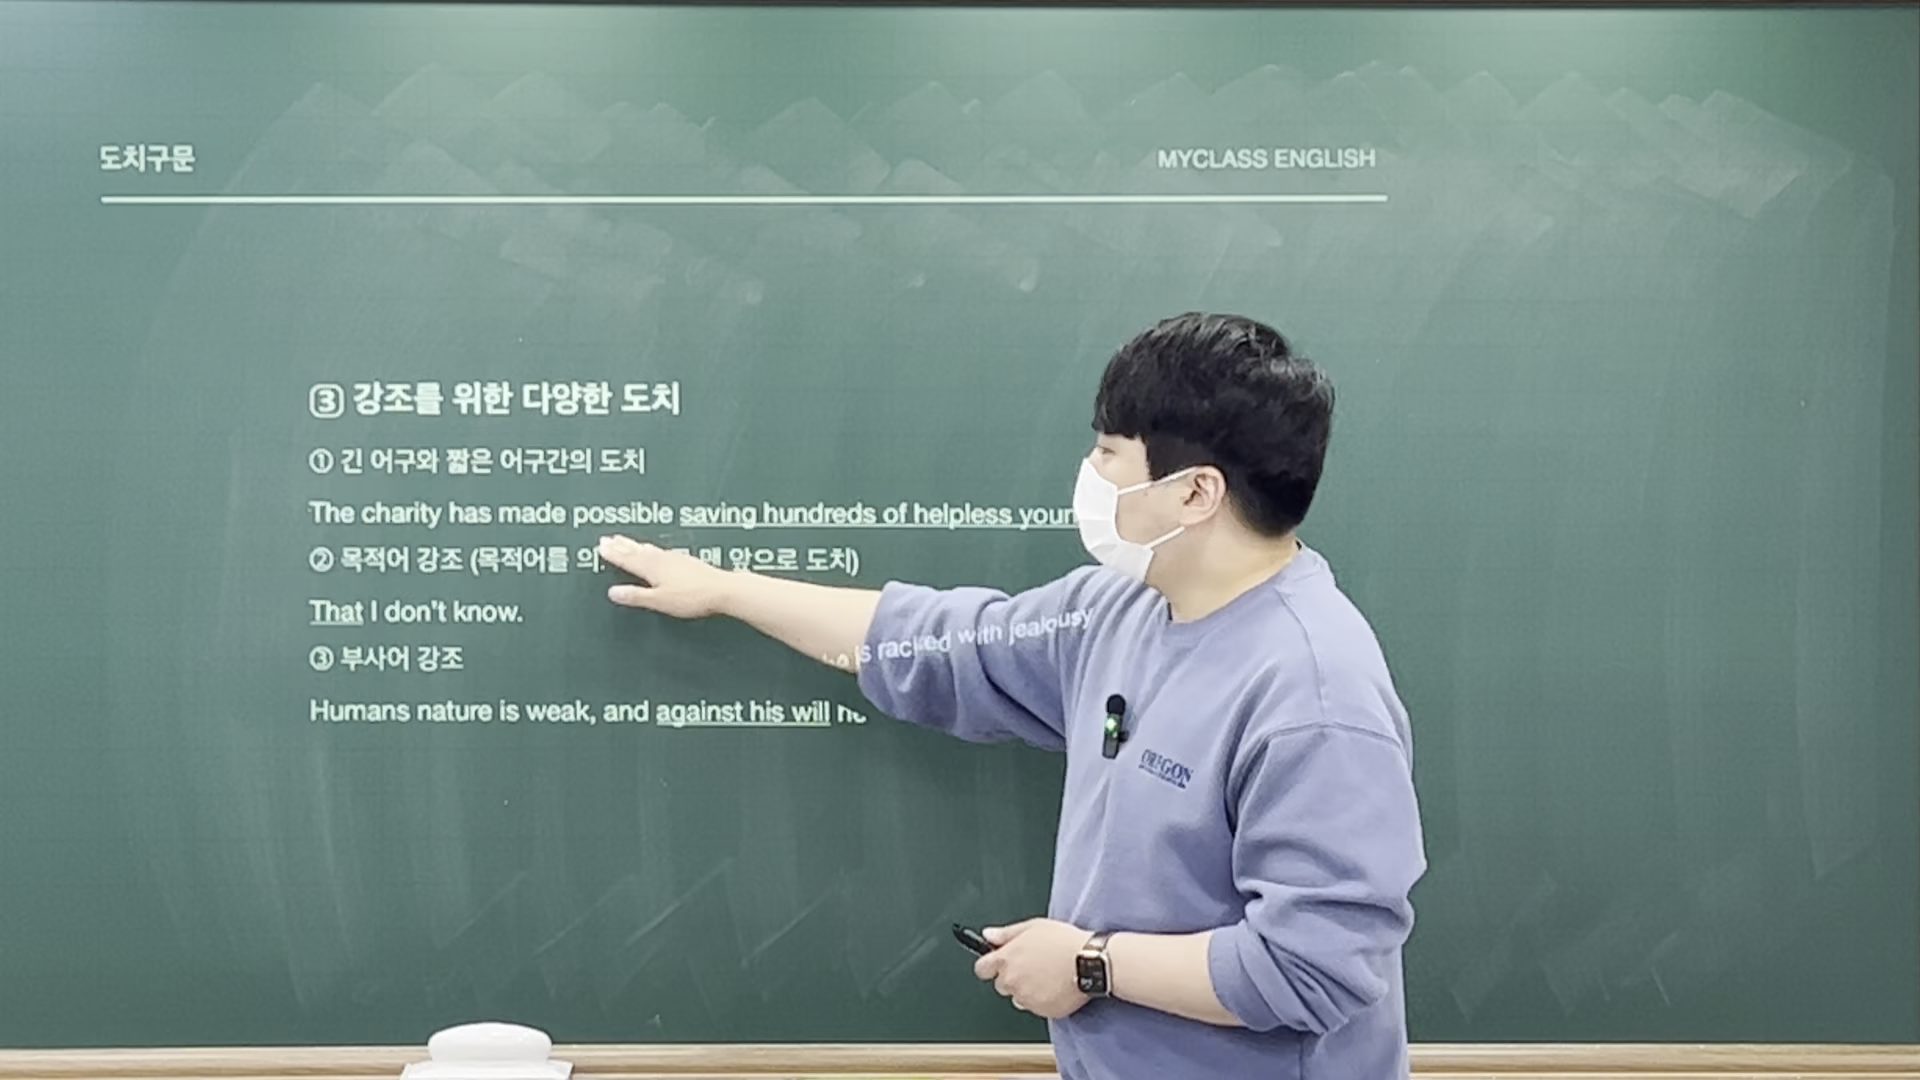 도치구문
MYCLASS ENGLISH
3 강조를 위한 다양한 도치
① 긴 어구와 짧은 어구간의 도치
The charity has made possible saving hundreds of helpless
② 목적어 강조 (목적어를 맨 앞으로 도치)
That I don't know.
③ 부사어 강조
Humans nature is weak, and against his will he is racked with jealousy
OREGON